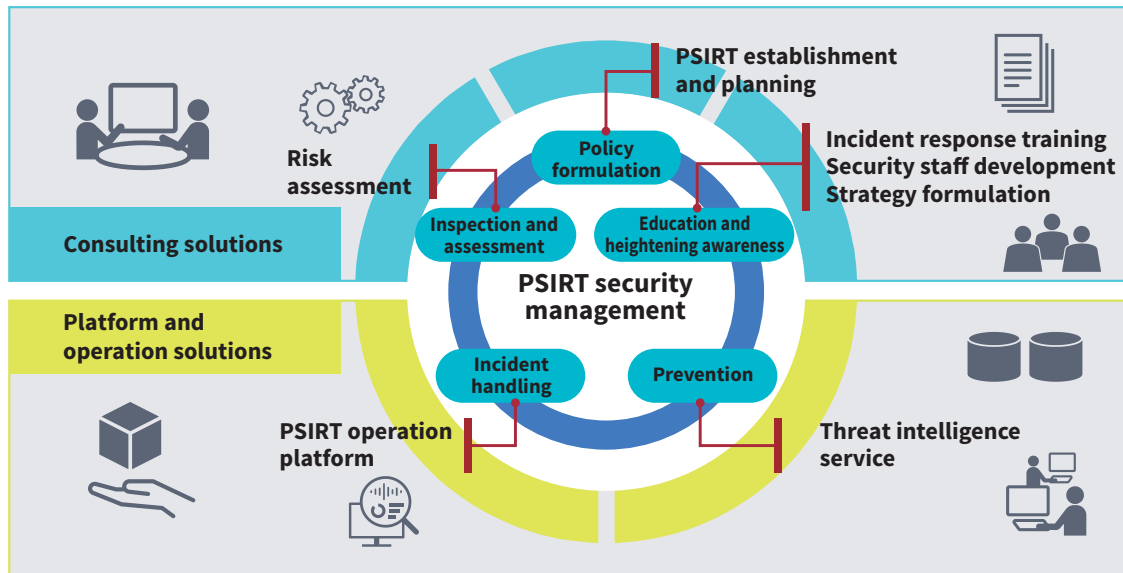 PSIRT establishment
and planning
Risk
assessment
Incident response training
Security staff development
Strategy formulation
Policy
formulation
Inspection and
assessment
Education and
heightening awareness
Consulting solutions
PSIRT security
management
Platform and
operation solutions
Incident
handling
Prevention
PSIRT operation
platform
Threat intelligence
service